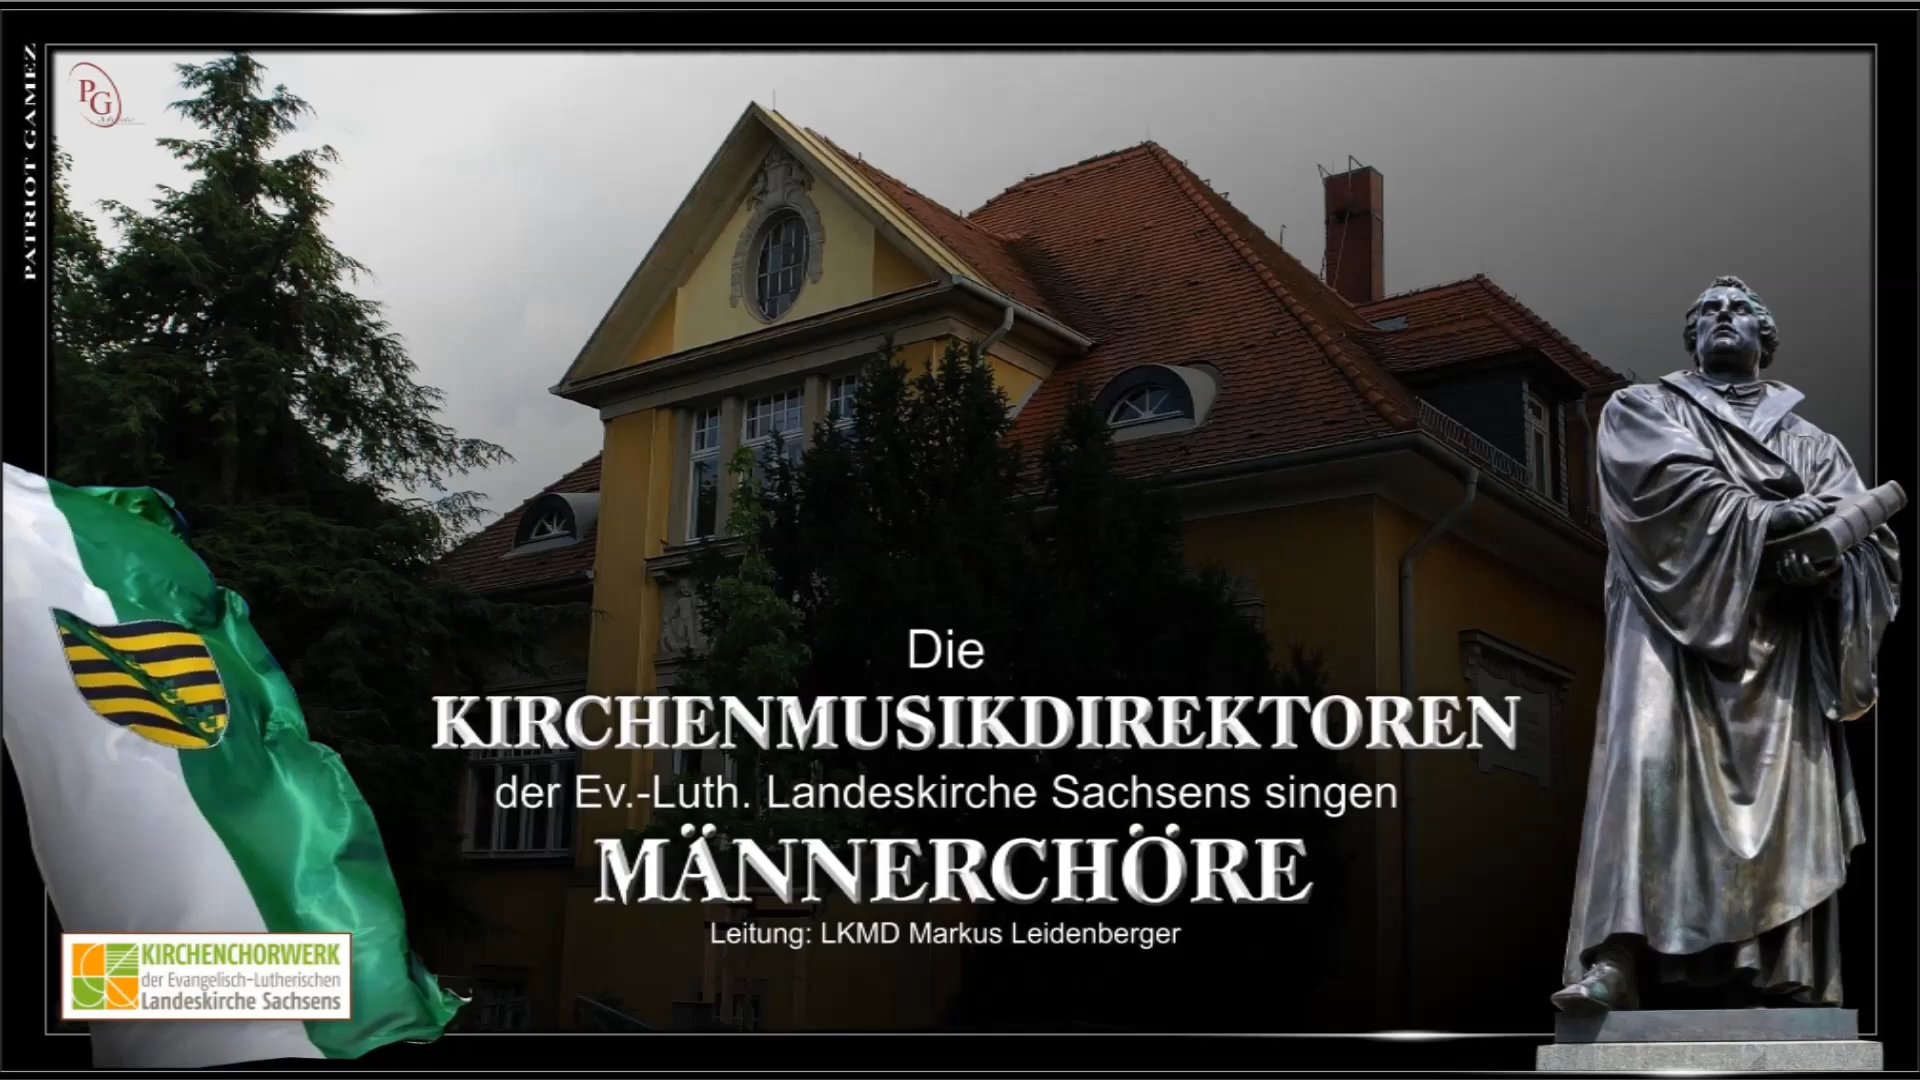 PATRIOT GAMEZ
PG
Die
KIRCHENMUSIKDIREKTOREN
der Ev.-Luth. Landeskirche Sachsens singen
MÄNNERCHÖRE
Leitung: LKMD Markus Leidenberger
KIRCHENCHORWERK
der Evangelisch-Lutherischen
Landeskirche Sachsens